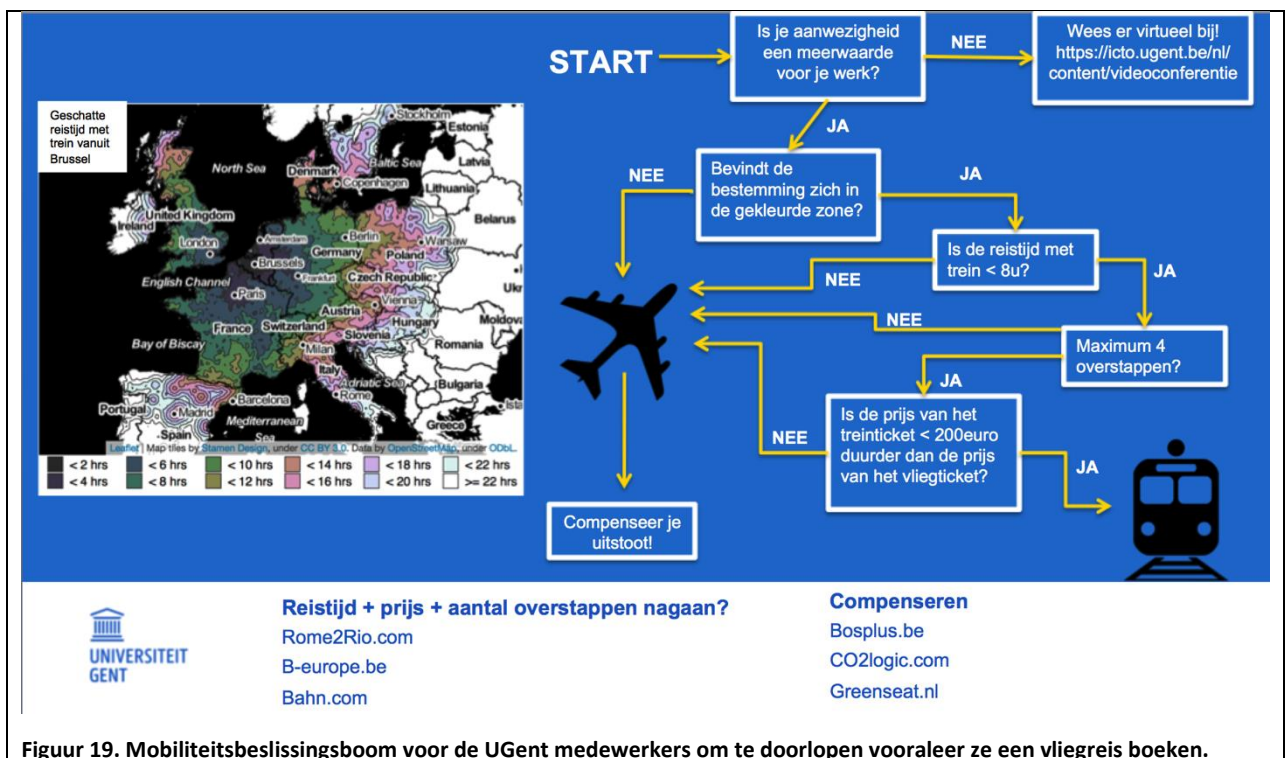 START
Is je aanwezigheid
een meerwaarde
voor je werk?
NEE
Wees er virtueel bij!
https://icto.ugent.be/nl/
content/videoconferentie
JA
Bevindt de
bestemming zich in
de gekleurde zone?
NEE
JA
Is de reistijd met
trein < 8u?
NEE
JA
Maximum 4
overstappen?
NEE
JA
Is de prijs van het
treinticket < 200euro
duurder dan de prijs
van het vliegticket?
NEE
JA
Compenseer je
uitstoot!
Geschatte
reistijd met
trein vanuit
Brussel
Stockholm
Estonia
North Sea
Denmark
Baltic Sea
Latvia
Copenhagen
Lithuania
United Kingdom
Ireland
Belarus
London
Amsterdam
Berlin
Warsaw
Germany
Poland
Brussels
Frankfurt
English Channel
Czech Republic
Ukr
Paris
Vienna
Austria
France
Switzerland
Hungary
Moldova
Slovenia
Bay of Biscay
Milan
Romania
Italy
Adriatic Sea
Bulgaria
Portugal
Barcelona
Rome
Madrid
Mediterranean
Sea
Ista
Greece
Spain
Leaflet | Map tiles by Stamen Design, under CC BY 3.0. Data by OpenStreetMap, under ODbL.
< 2 hrs < 6 hrs < 10 hrs < 14 hrs < 18 hrs < 22 hrs
< 4 hrs < 8 hrs < 12 hrs < 16 hrs < 20 hrs >= 22 hrs
UNIVERSITEIT
GENT
Reistijd + prijs + aantal overstappen nagaan?
Rome2Rio.com
B-europe.be
Bahn.com
Compenseren
Bosplus.be
CO2logic.com
Greenseat.nl
Figuur 19. Mobiliteitsbeslissingsboom voor de UGent medewerkers om te doorlopen vooraleer ze een vliegreis boeken.